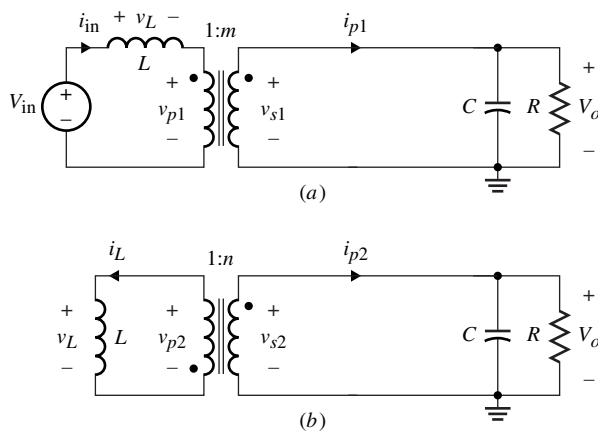 i_in + v_L − 1:m i_p1
L
V_in + − + v_p1 − + v_s1 − C R + V_o −
(a)
i_L 1:n i_p2
+ v_L − L + v_p2 − + v_s2 − C R + V_o −
(b)